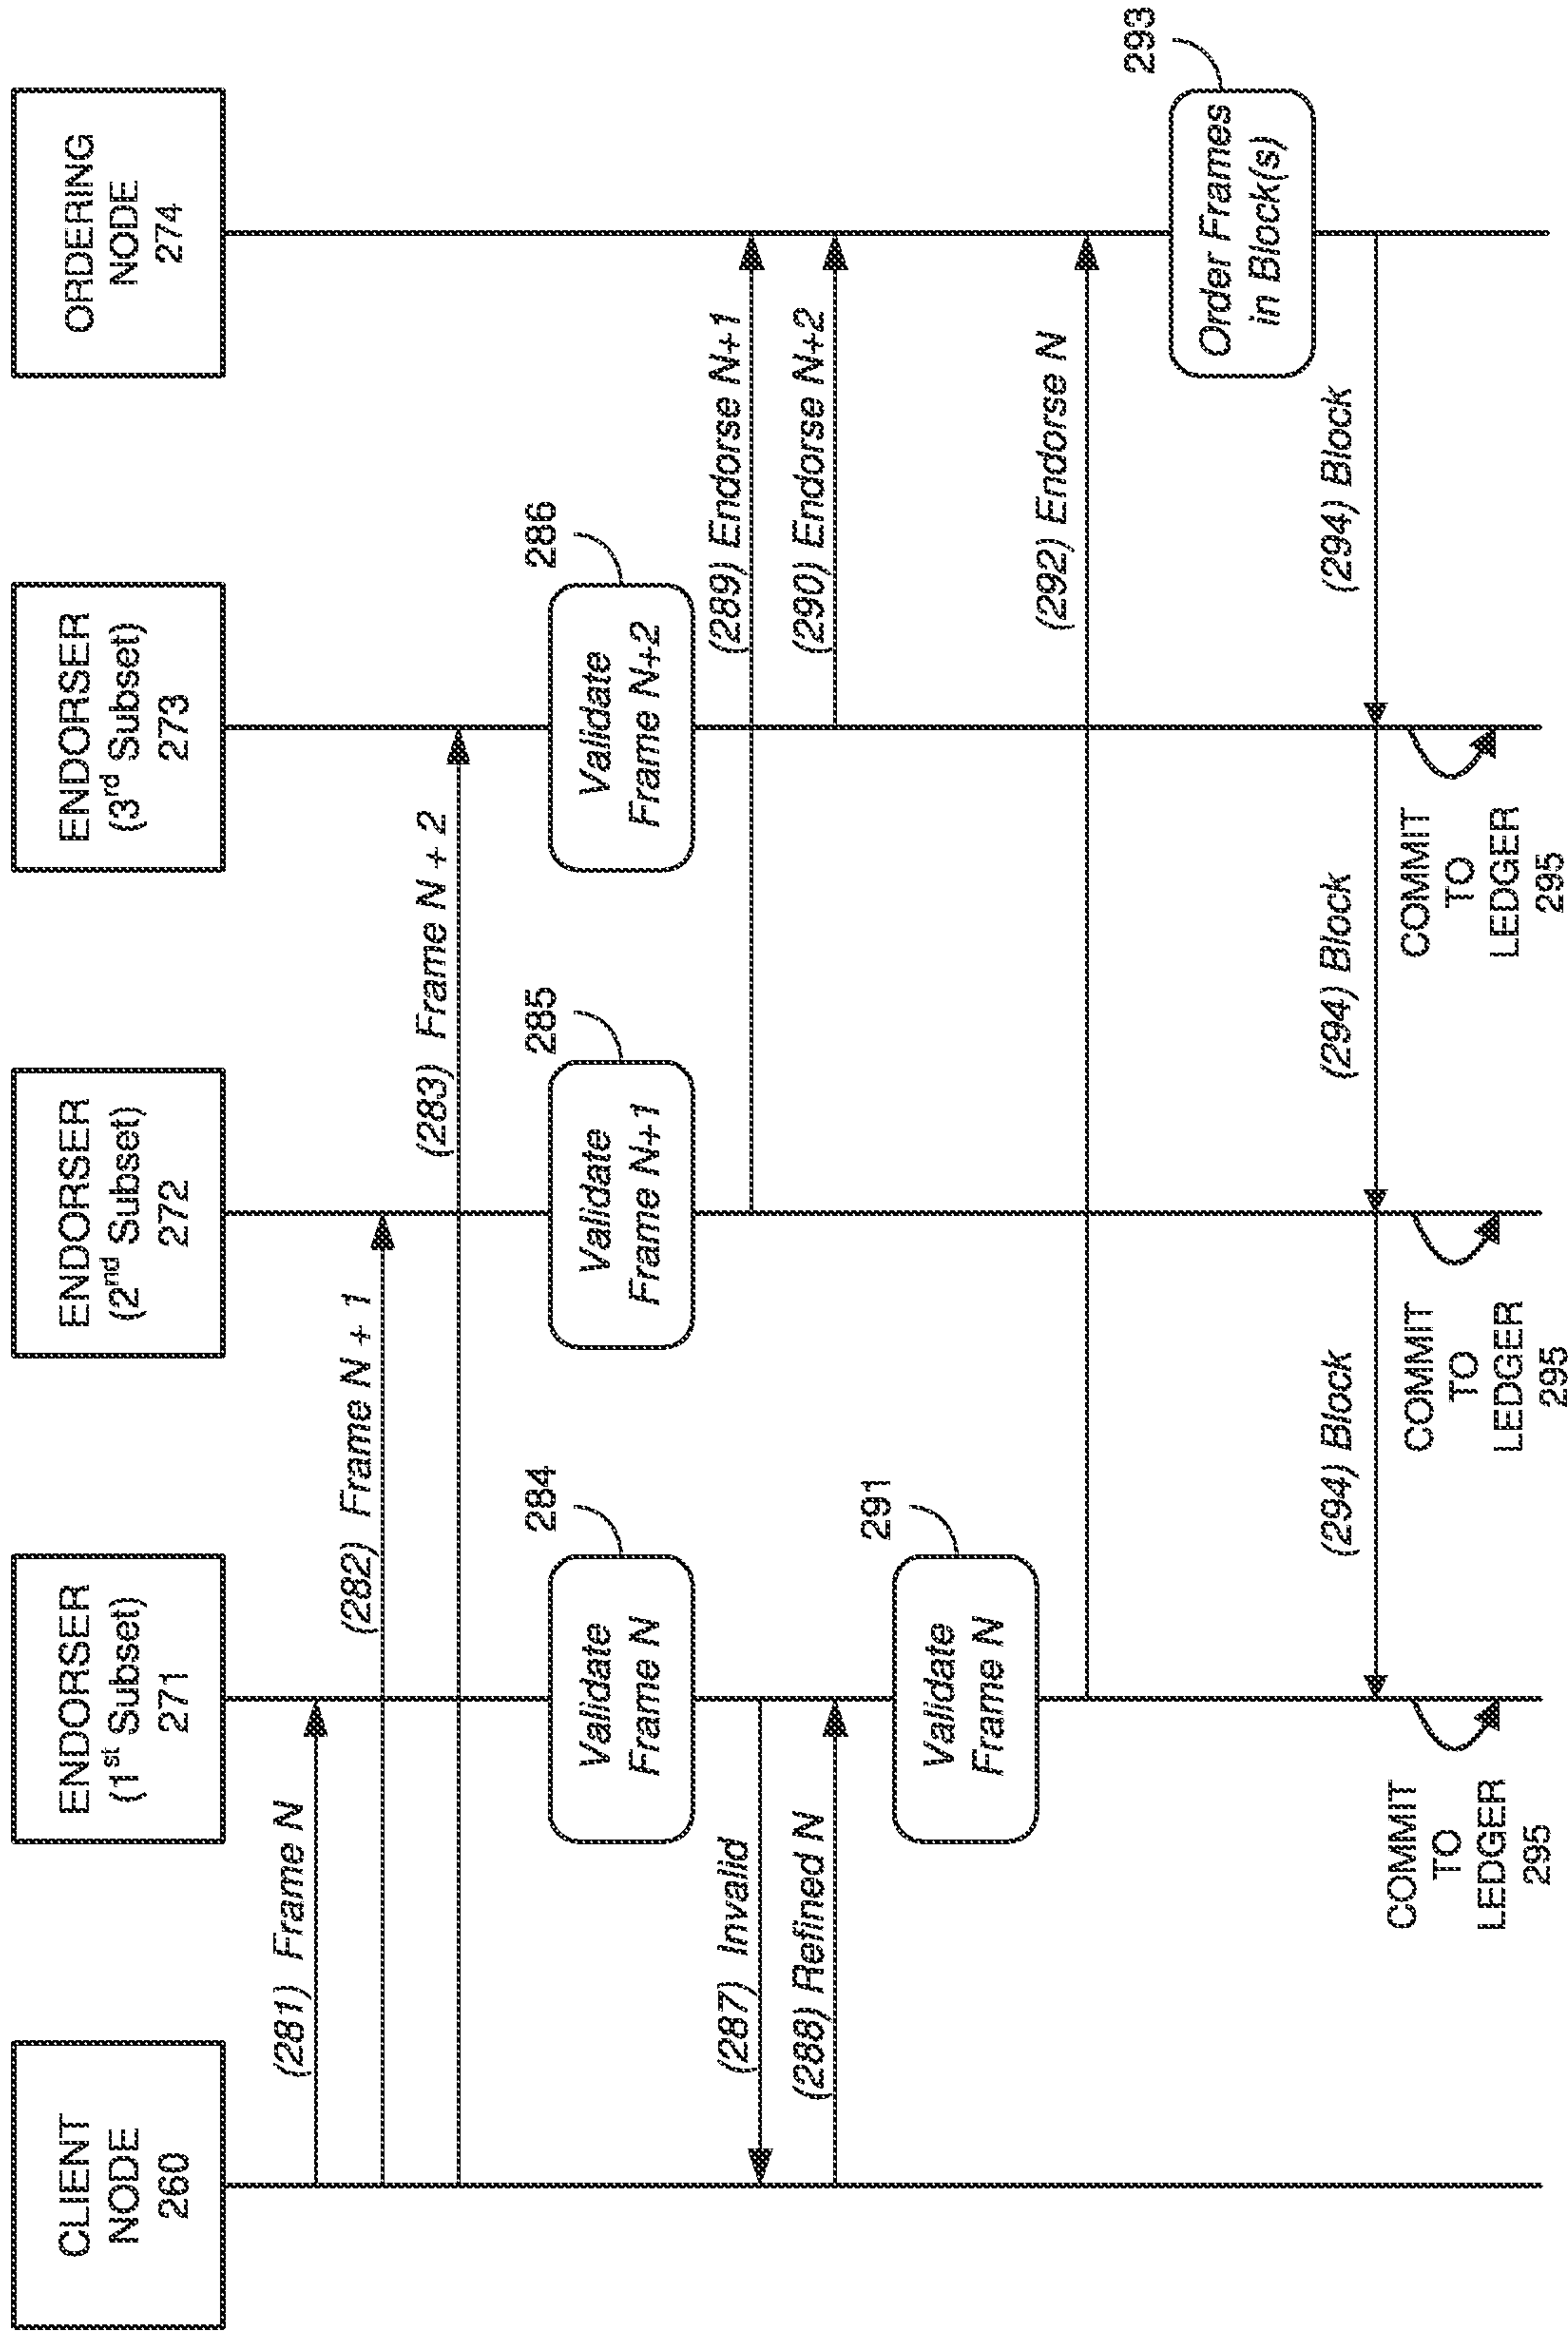 CLIENT
NODE
260
ENDORSER
(1st Subset)
271
ENDORSER
(2nd Subset)
272
ENDORSER
(3rd Subset)
273
ORDERING
NODE
274
(281) Frame N
(282) Frame N + 1
(283) Frame N + 2
284
Validate
Frame N
285
Validate
Frame N+1
286
Validate
Frame N+2
(287) Invalid
(289) Endorse N+1
(288) Refined N
(290) Endorse N+2
291
Validate
Frame N
(292) Endorse N
293
Order Frames
in Block(s)
(294) Block
(294) Block
(294) Block
COMMIT
TO
LEDGER
295
COMMIT
TO
LEDGER
295
COMMIT
TO
LEDGER
295